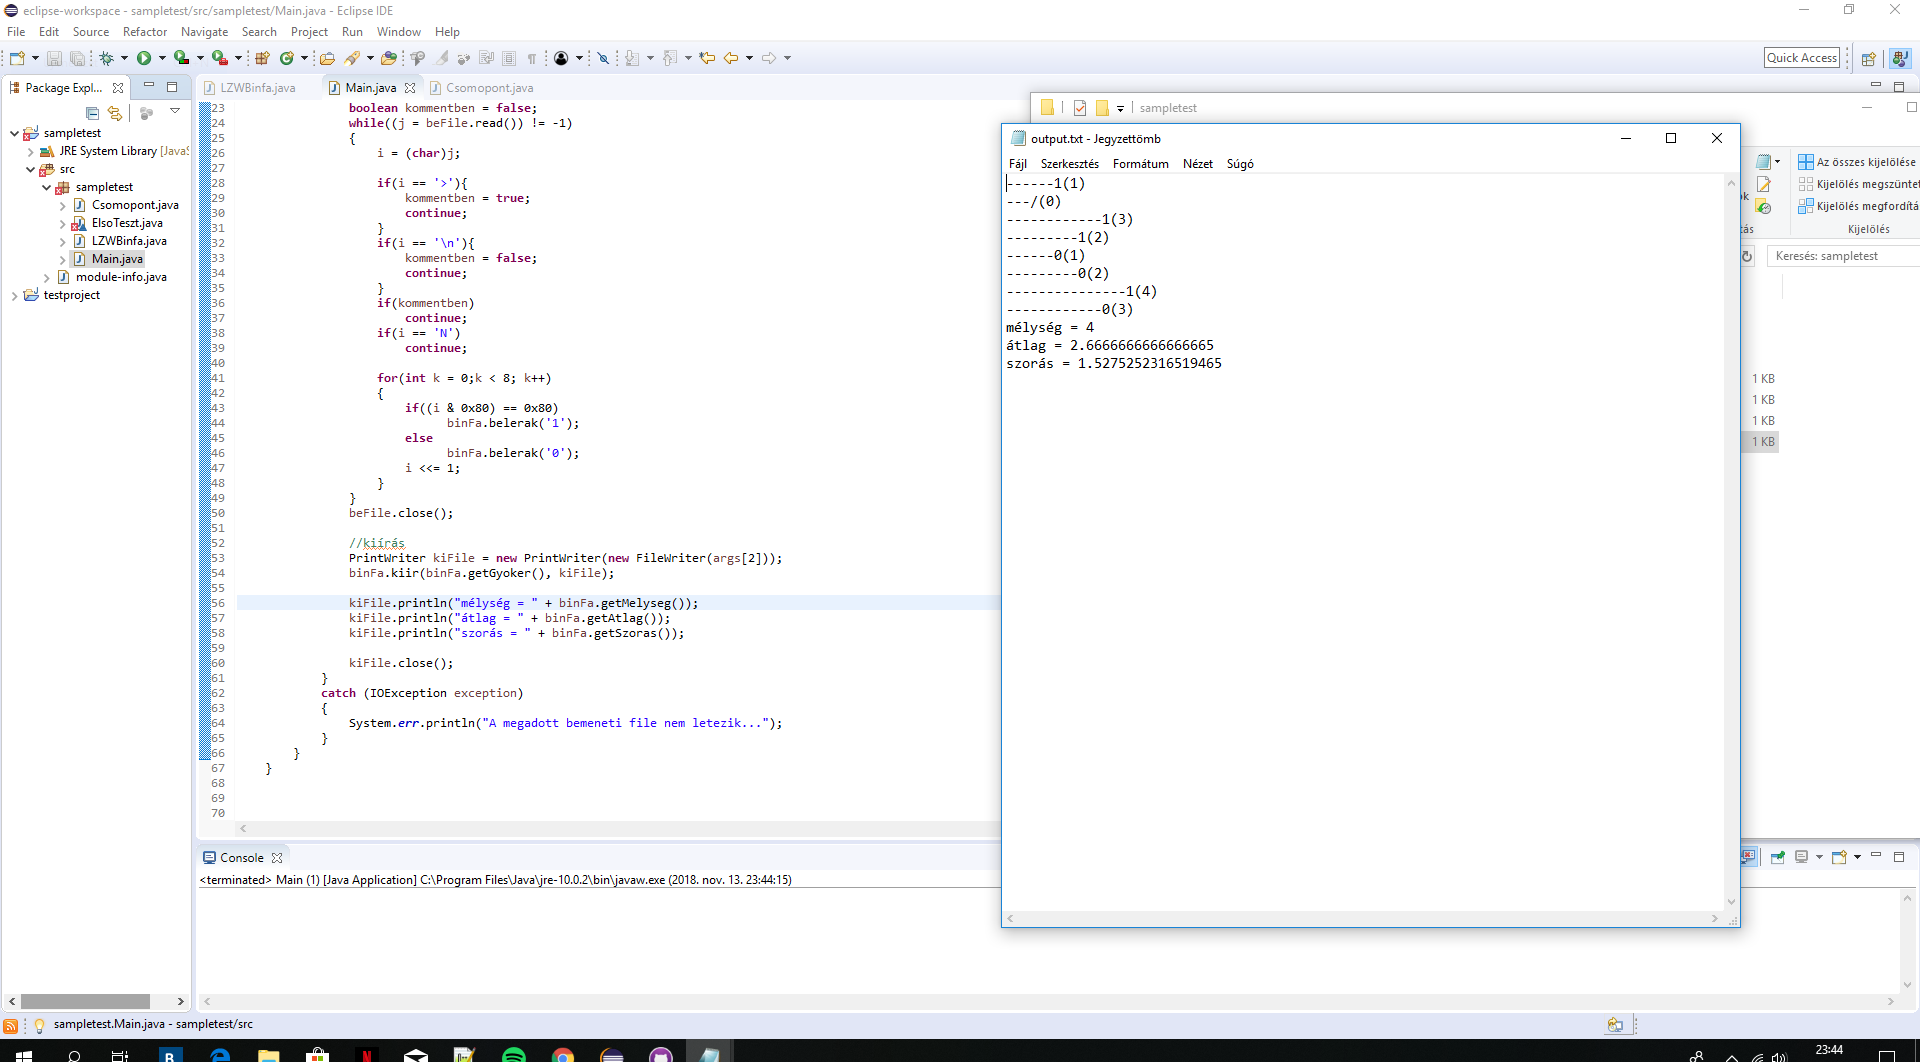 eclipse-workspace - sampletest/src/sampletest/Main.java - Eclipse IDE
File Edit Source Refactor Navigate Search Project Run Window Help
Quick Access
Package Expl...
sampletest
JRE System Library [JavaS
src
sampletest
Csomopont.java
ElsoTeszt.java
LZWBinfa.java
Main.java
module-info.java
testproject
LZWBinfa.java Main.java Csomopont.java
23 boolean kommentben = false;
24 while((j = beFile.read()) != -1)
25 {
26 i = (char)j;
27
28 if(i == '>'){
29 kommentben = true;
30 continue;
31 }
32 if(i == '\n'){
33 kommentben = false;
34 continue;
35 }
36 if(kommentben)
37 continue;
38 if(i == 'N')
39 continue;
40
41 for(int k = 0;k < 8; k++)
42 {
43 if((i & 0x80) == 0x80)
44 binFa.belerak('1');
45 else
46 binFa.belerak('0');
47 i <<= 1;
48 }
49 }
50 beFile.close();
51
52 //kiírás
53 PrintWriter kiFile = new PrintWriter(new FileWriter(args[2]));
54 binFa.kiir(binFa.getGyoker(), kiFile);
55
56 kiFile.println("mélység = " + binFa.getMelyseg());
57 kiFile.println("átlag = " + binFa.getAtlag());
58 kiFile.println("szorás = " + binFa.getSzoras());
59
60 kiFile.close();
61 }
62 catch (IOException exception)
63 {
64 System.err.println("A megadott bemeneti file nem letezik...");
65 }
66 }
67 }
68
69
70
Console
<terminated> Main (1) [Java Application] C:\Program Files\Java\jre-10.0.2\bin\javaw.exe (2018. nov. 13. 23:44:15)
sampletest
output.txt - Jegyzettömb
Fájl Szerkesztés Formátum Nézet Súgó
------1(1)
---/(0)
------------1(3)
---------1(2)
------0(1)
---------0(2)
---------------1(4)
------------0(3)
mélység = 4
átlag = 2.6666666666666665
szorás = 1.5275252316519465
Az összes kijelölése
Kijelölés megszüntet
Kijelölés megfordítá
Kijelölés
Keresés: sampletest
1 KB
1 KB
1 KB
1 KB
sampletest.Main.java - sampletest/src
23:44